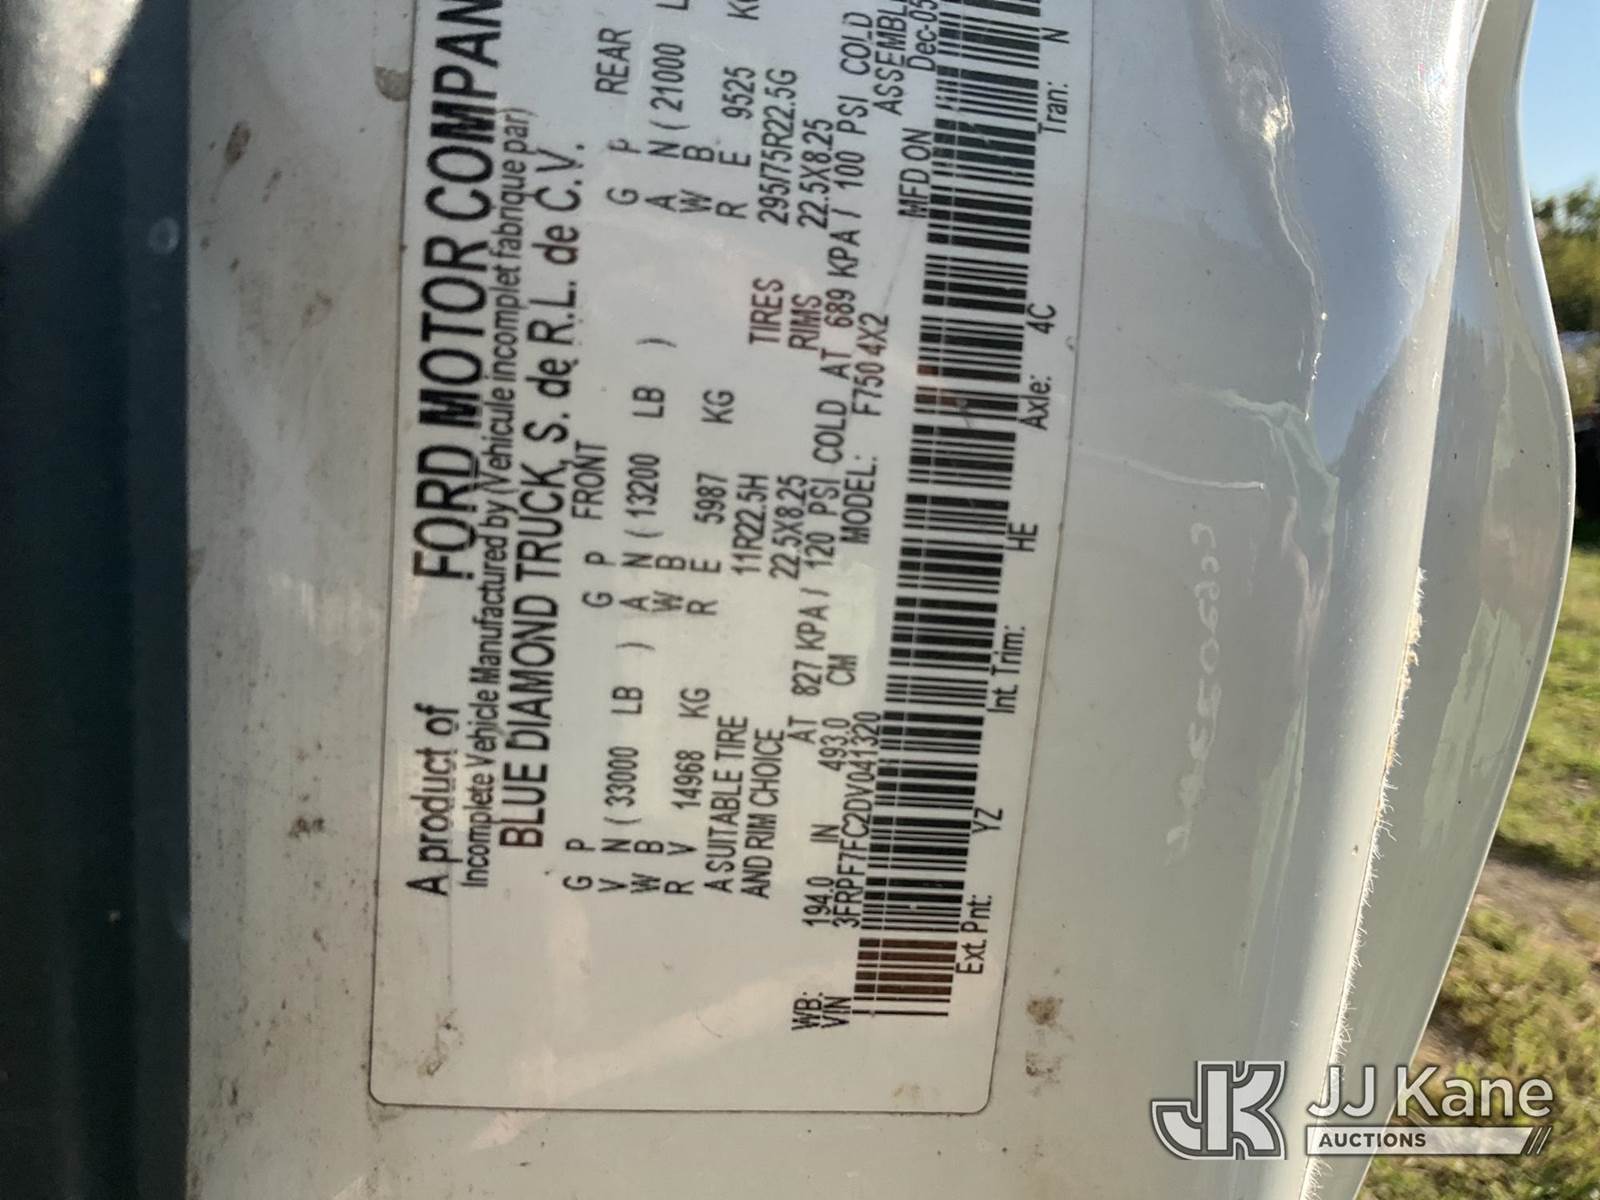 A product of FORD MOTOR COMPAN
Incomplete Vehicle Manufactured by (Vehicule incomplet fabrique par)
BLUE DIAMOND TRUCK, S. de R.L. de C.V.
G P FRONT G P REAR
V N ( 33000 LB ) A N ( 13200 LB ) A N ( 21000 L
W B W B W B
R V 14968 KG R E 5987 KG R E 9525 K
A SUITABLE TIRE 11R22.5H TIRES 295/75R22.5G
AND RIM CHOICE 22.5X8.25 RIMS 22.5X8.25
AT 827 KPA / 120 PSI COLD AT 689 KPA / 100 PSI COLD
WB: 194.0 IN 493.0 CM MODEL: F750 4X2 ASSEMBL
VIN 3FRPF7FC2DV041320 MFD ON Dec-05
Ext. Pnt: YZ Int. Trim: HE Axle: 4C Tran: N
JK JJ Kane
AUCTIONS